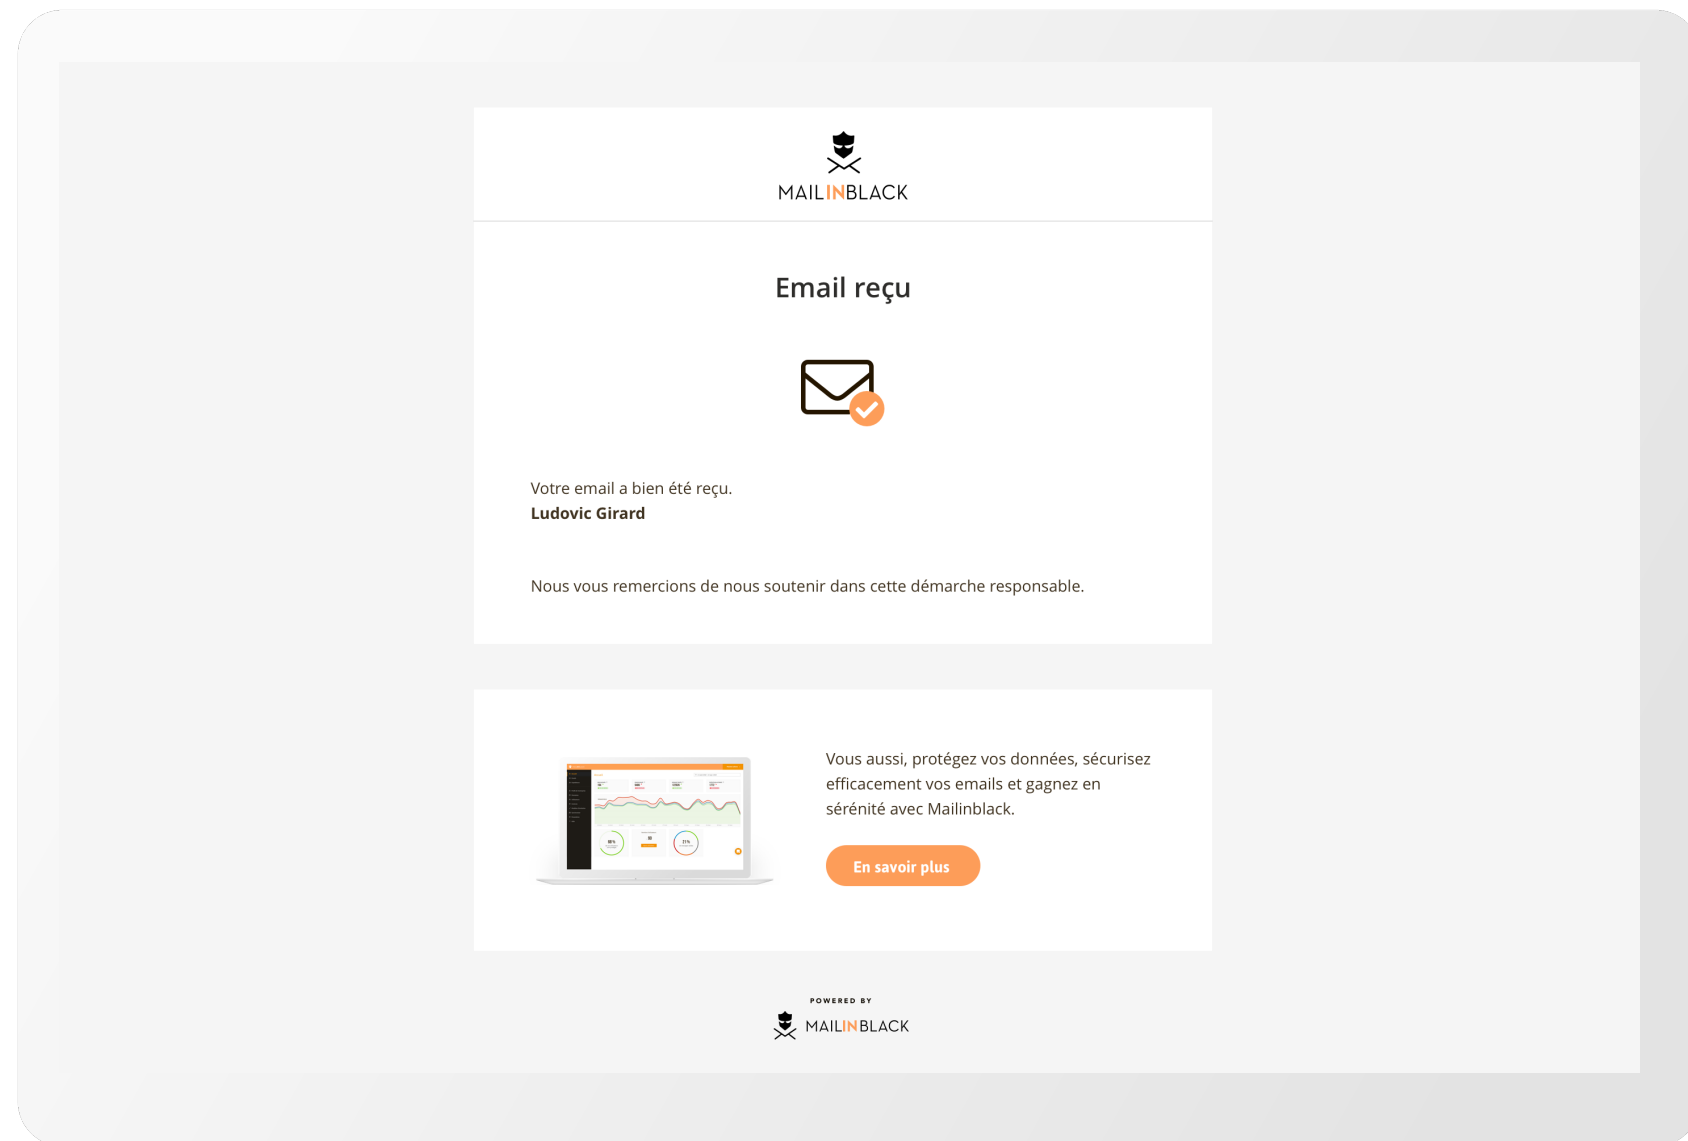 MAILINBLACK
Email reçu
Votre email a bien été reçu.
Ludovic Girard
Nous vous remercions de nous soutenir dans cette démarche responsable.
Vous aussi, protégez vos données, sécurisez
efficacement vos emails et gagnez en
sérénité avec Mailinblack.
En savoir plus
POWERED BY
MAILINBLACK